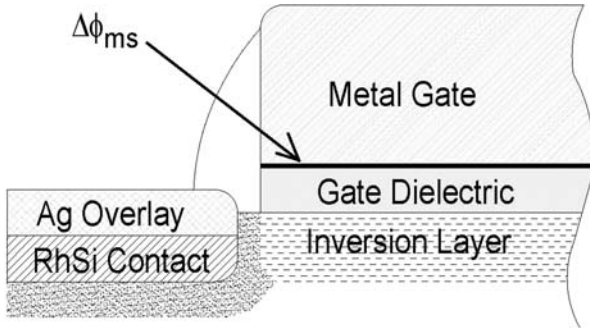 Δϕms
Metal Gate
Gate Dielectric
Ag Overlay
Inversion Layer
RhSi Contact